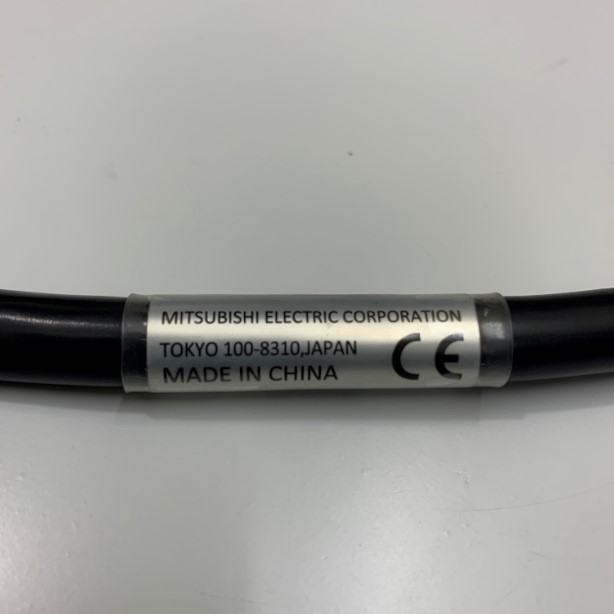 MITSUBISHI ELECTRIC CORPORATION
TOKYO 100-8310,JAPAN
MADE IN CHINA
CE